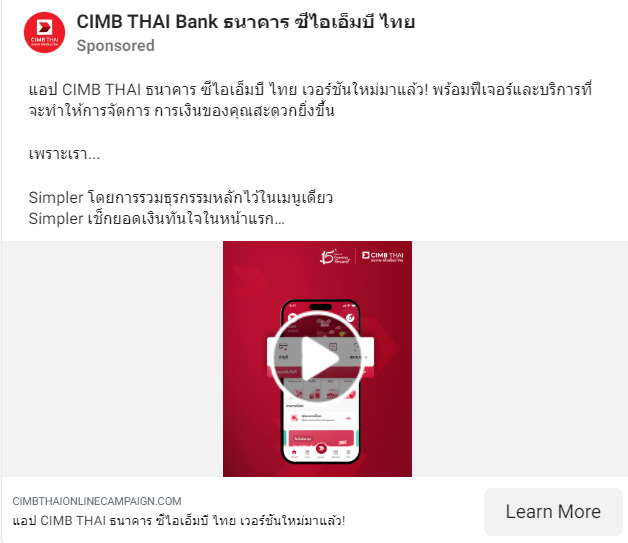 CIMB THAI Bank ธนาคาร ซีไอเอ็มบี ไทย
Sponsored
แอป CIMB THAI ธนาคาร ซีไอเอ็มบี ไทย เวอร์ชันใหม่มาแล้ว! พร้อมฟีเจอร์และบริการที่
จะทำให้การจัดการ การเงินของคุณสะดวกยิ่งขึ้น
เพราะเรา...
Simpler โดยการรวมธุรกรรมหลักไว้ในเมนูเดียว
Simpler เช็กยอดเงินทันใจในหน้าแรก...
15
CIMB THAI
CIMBTHAIONLINECAMPAIGN.COM
แอป CIMB THAI ธนาคาร ซีไอเอ็มบี ไทย เวอร์ชันใหม่มาแล้ว!
Learn More